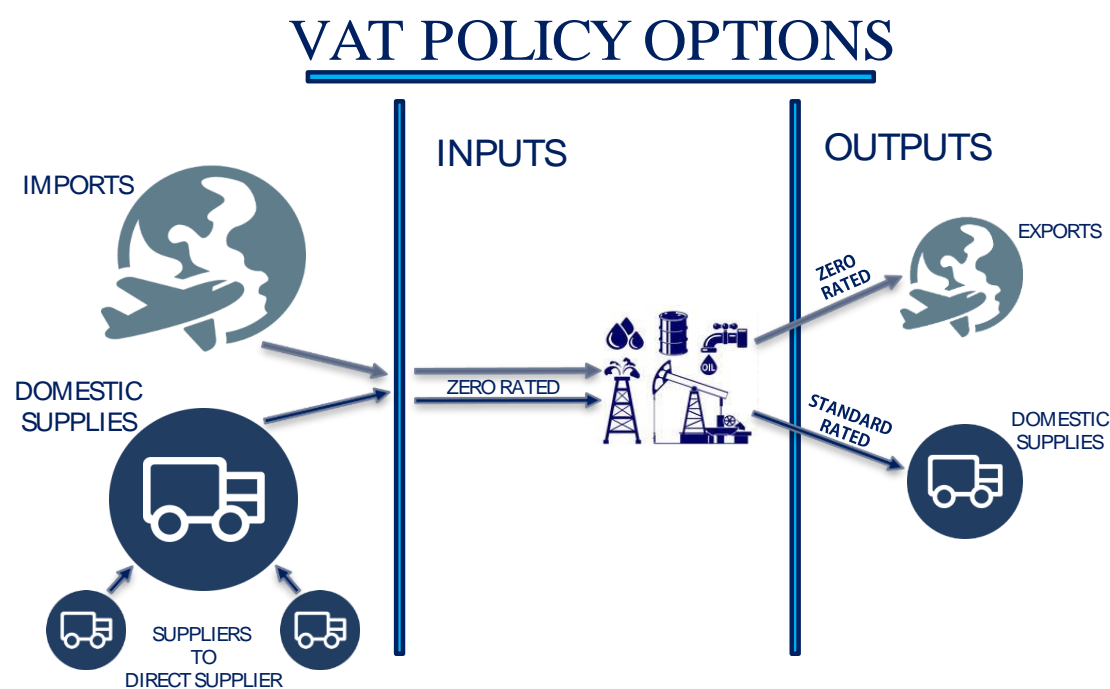 VAT POLICY OPTIONS
INPUTS
OUTPUTS
IMPORTS
EXPORTS
ZERO
RATED
OIL
DOMESTIC
SUPPLIES
ZERO RATED
STANDARD
RATED
DOMESTIC
SUPPLIES
SUPPLIERS
TO
DIRECT SUPPLIER